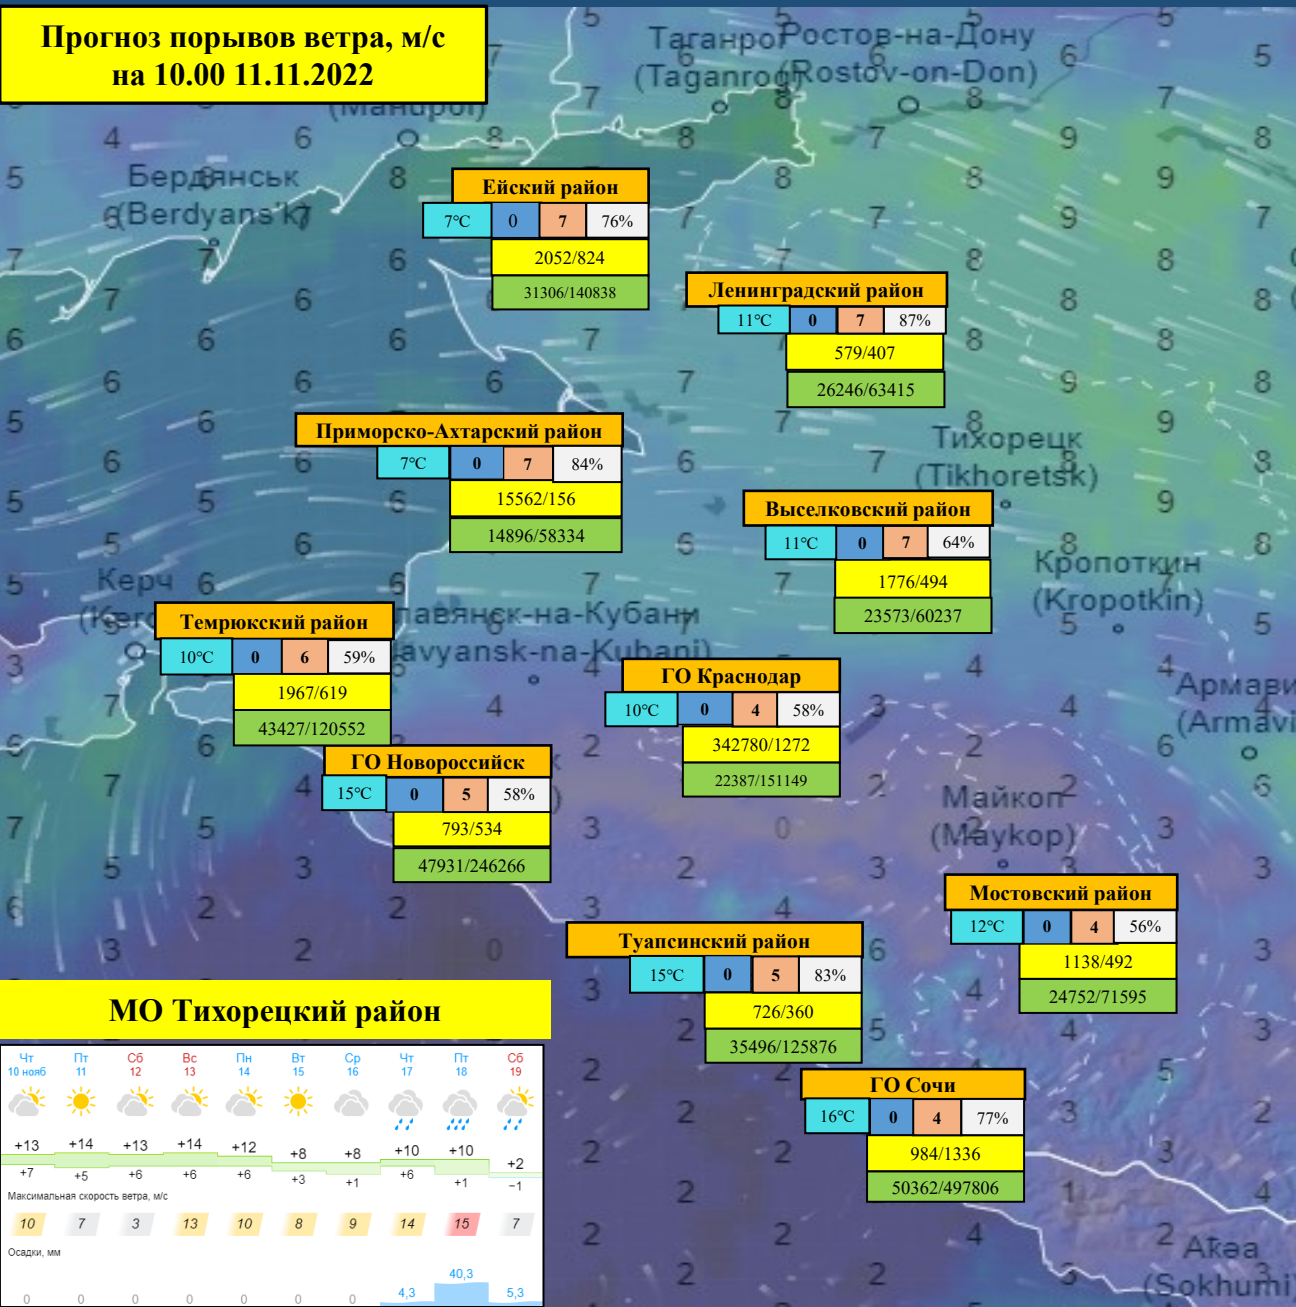 Прогноз порывов ветра, м/с
на 10.00 11.11.2022
Таганрог
(Taganrog)
Ростов-на-Дону
(Rostov-on-Don)
(Mariupol)
Бердянськ
(Berdyans'k)
Ейский район
7°C 0 7 76%
2052/824
31306/140838
Ленинградский район
11°C 0 7 87%
579/407
26246/63415
Приморско-Ахтарский район
7°C 0 7 84%
15562/156
14896/58334
Тихорецк
(Tikhoretsk)
Выселковский район
11°C 0 7 64%
1776/494
23573/60237
Кропоткин
(Kropotkin)
Керч
Темрюкский район
10°C 0 6 59%
1967/619
43427/120552
лавянск-на-Кубани
lavyansk-na-Kubani)
ГО Краснодар
10°C 0 4 58%
342780/1272
22387/151149
Армави
(Armavi
ГО Новороссийск
15°C 0 5 58%
793/534
47931/246266
Майкоп
(Maykop)
Мостовский район
12°C 0 4 56%
1138/492
24752/71595
Туапсинский район
15°C 0 5 83%
726/360
35496/125876
ГО Сочи
16°C 0 4 77%
984/1336
50362/497806
Аҟәа
(Sokhumi)
МО Тихорецкий район
Чт Пт Сб Вс Пн Вт Ср Чт Пт Сб
10 нояб 11 12 13 14 15 16 17 18 19
+13 +14 +13 +14 +12 +8 +8 +10 +10 +2
+7 +5 +6 +6 +6 +3 +1 +6 +1 −1
Максимальная скорость ветра, м/с
10 7 3 13 10 8 9 14 15 7
Осадки, мм
0 0 0 0 0 0 0 4,3 40,3 5,3